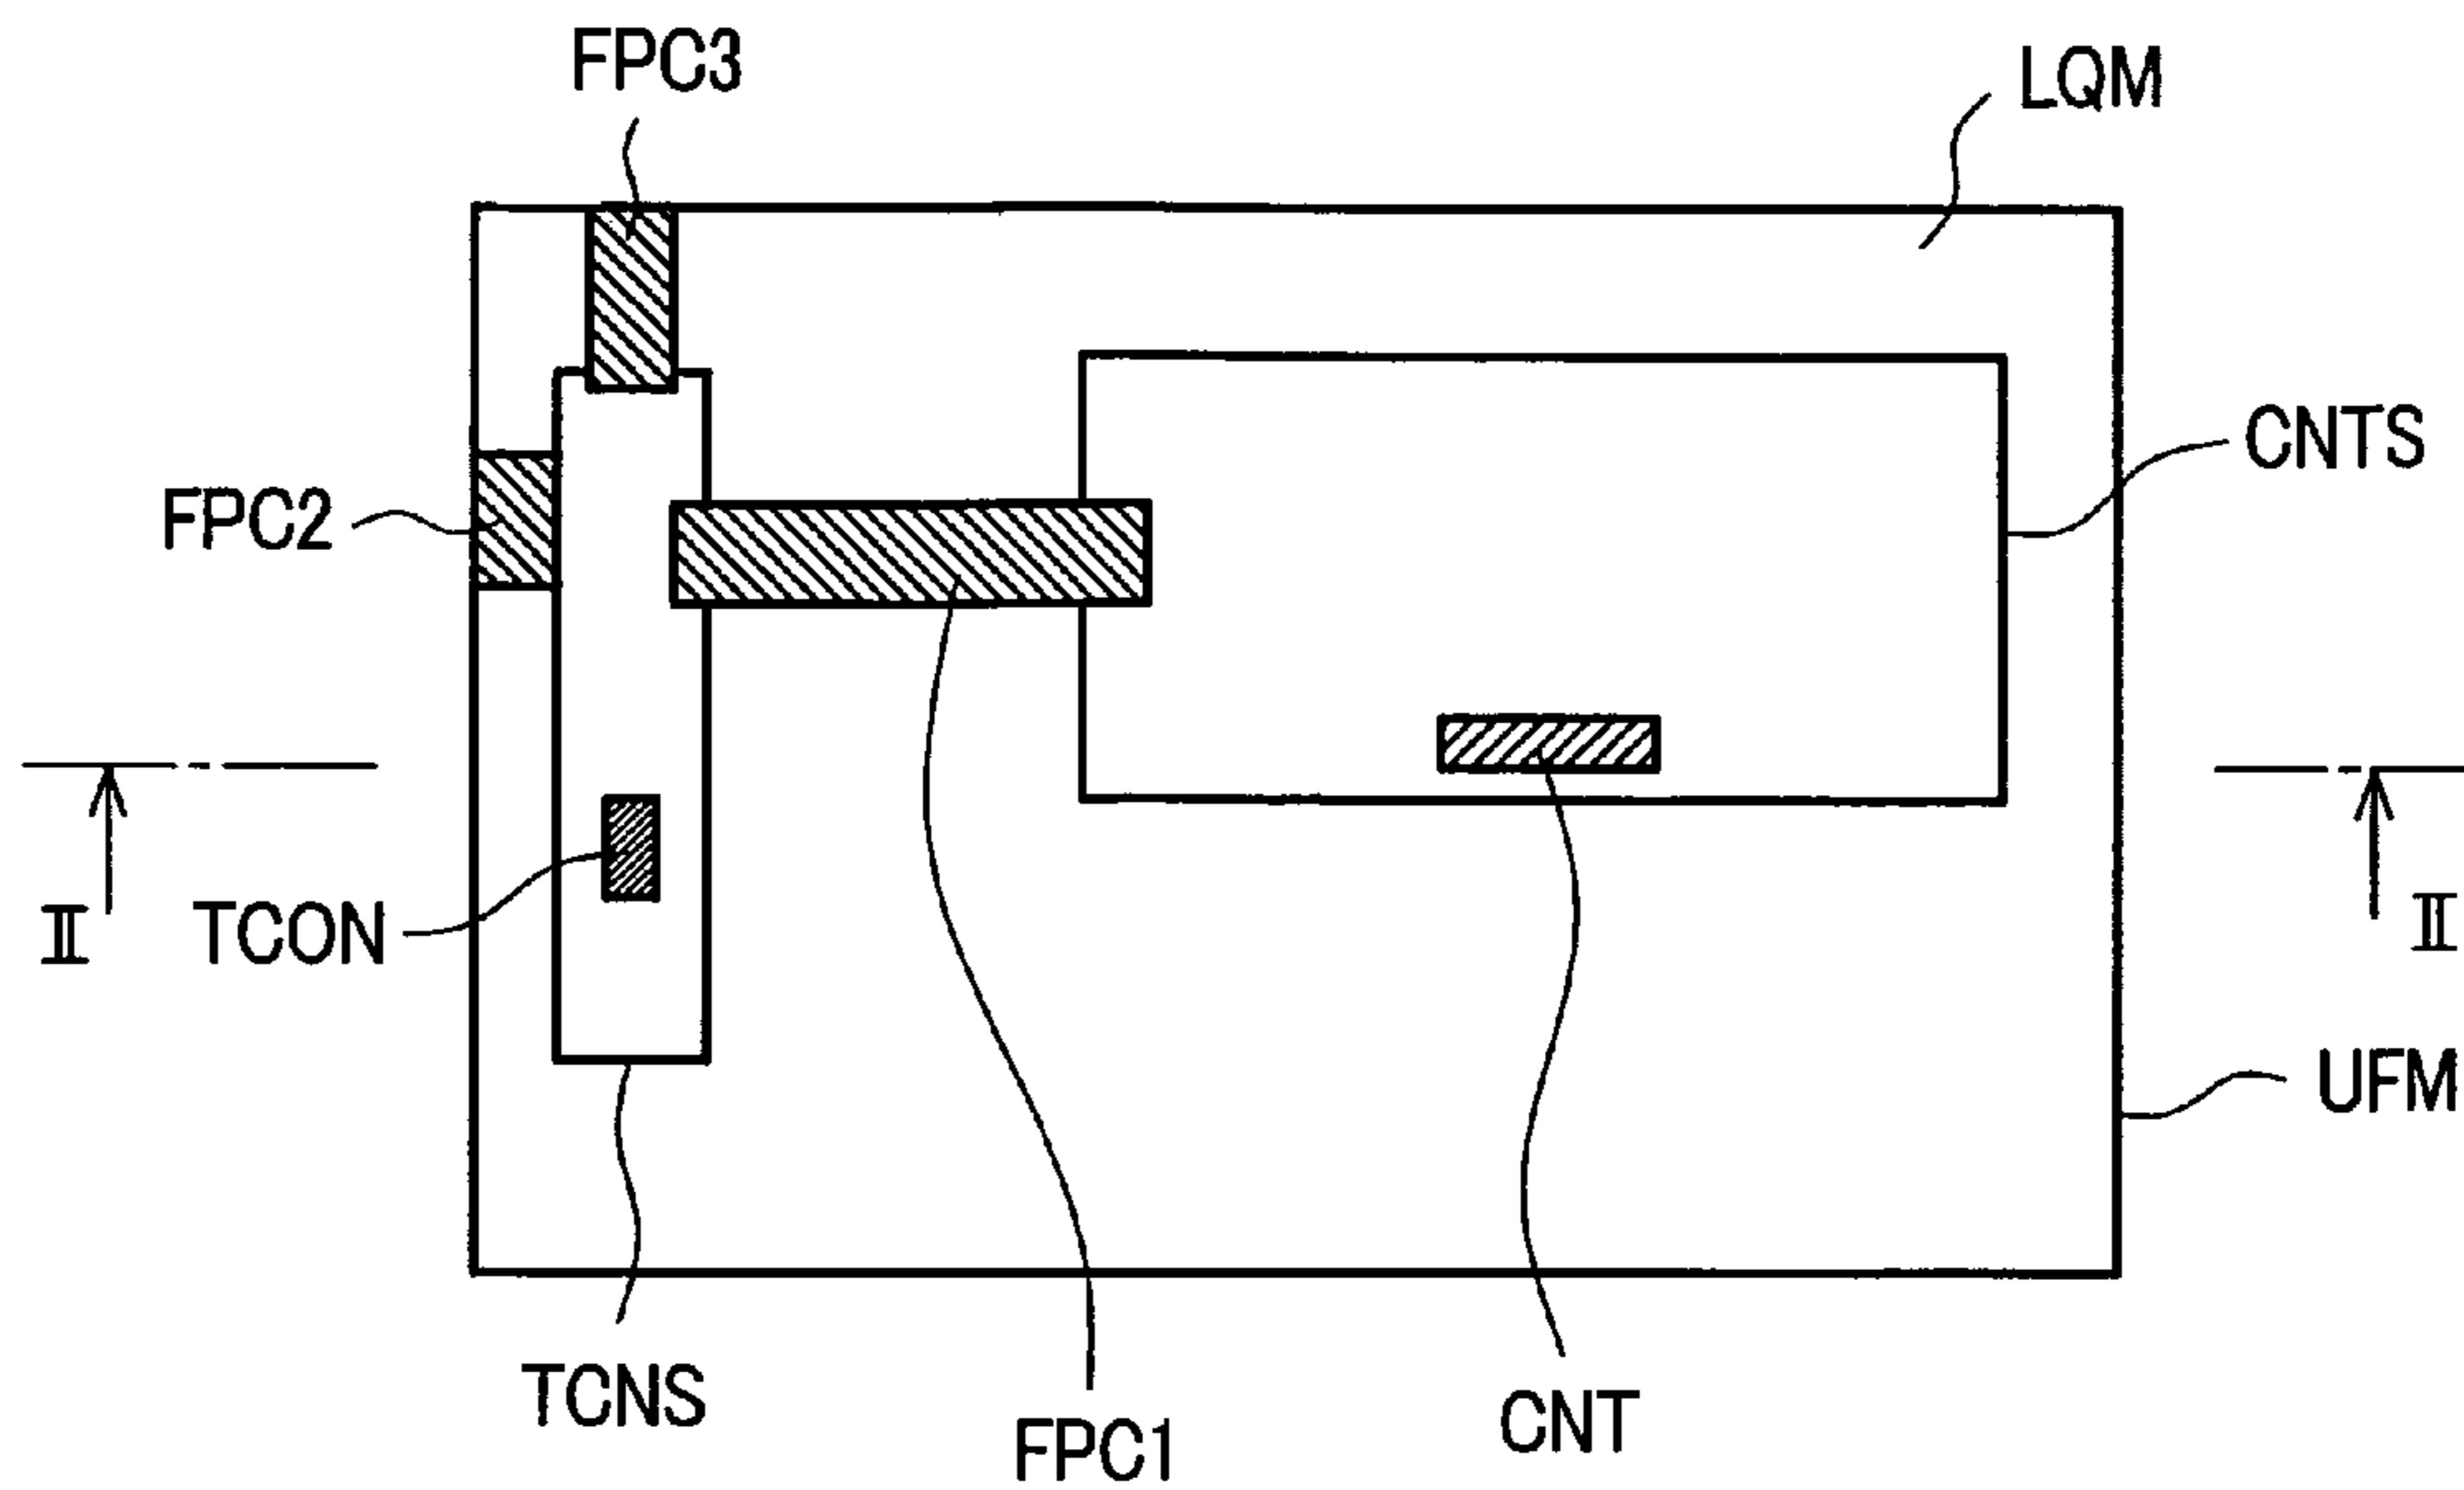 FPC3
LQM
CNTS
FPC2
II
TCON
II
UFM
TCNS
FPC1
CNT